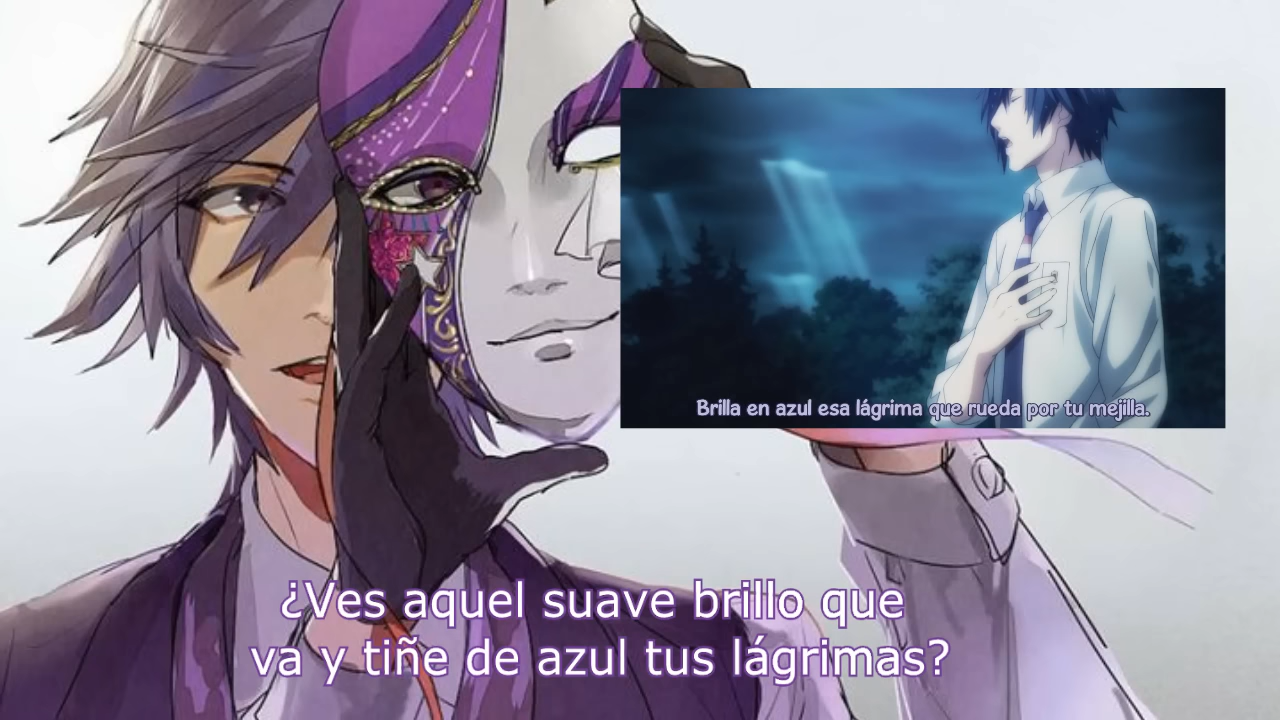 Brilla en azul esa lágrima que rueda por tu mejilla.
¿Ves aquel suave brillo que
va y tiñe de azul tus lágrimas?